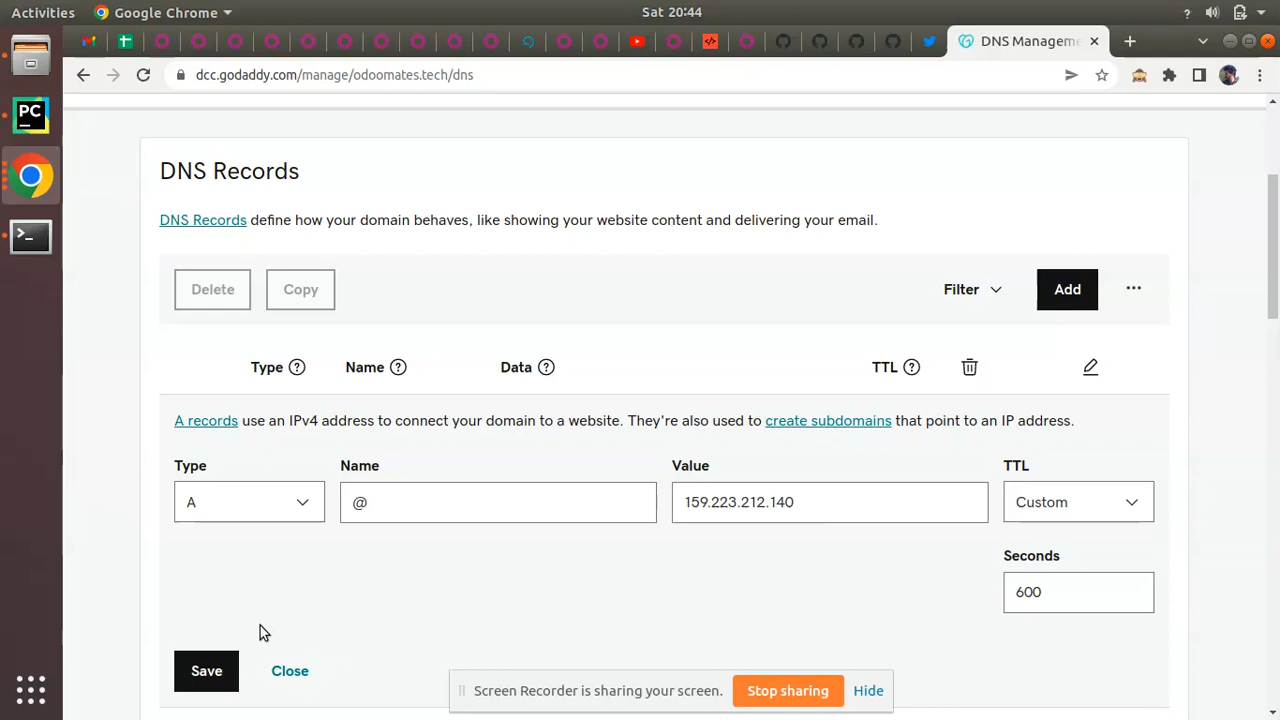 Activities
Google Chrome
Sat 20:44
?
DNS Manageme
dcc.godaddy.com/manage/odoomates.tech/dns
DNS Records
DNS Records define how your domain behaves, like showing your website content and delivering your email.
Delete
Copy
Filter
Add
Type ?
Name ?
Data ?
TTL ?
A records use an IPv4 address to connect your domain to a website. They're also used to create subdomains that point to an IP address.
Type
Name
Value
TTL
A
@
159.223.212.140
Custom
Seconds
600
Save
Close
Screen Recorder is sharing your screen.
Stop sharing
Hide
PC